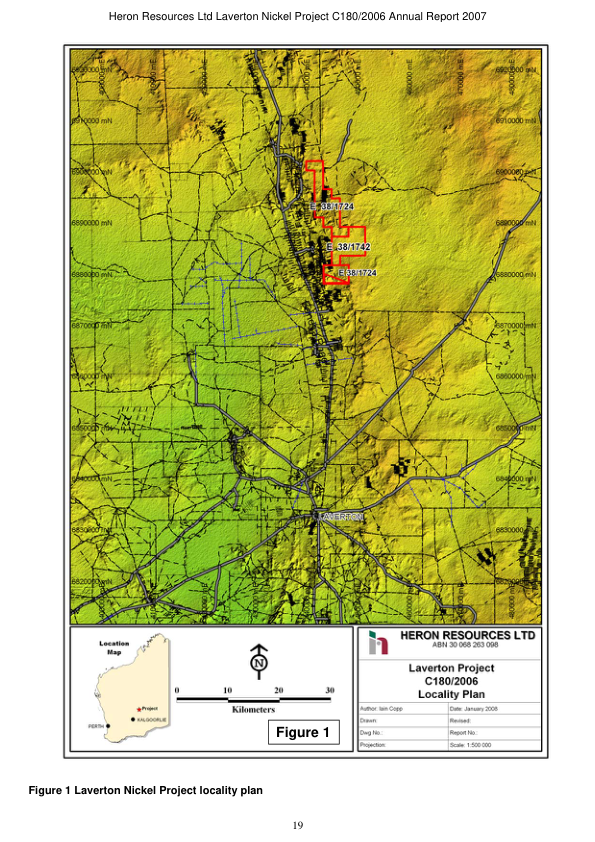 Heron Resources Ltd Laverton Nickel Project C180/2006 Annual Report 2007
6920000 mN
6920000 mN
6910000 mN
6910000 mN
6900000 mN
6900000 mN
E 38/1724
6890000 mN
6890000 mN
E 38/1742
E 38/1724
6880000 mN
6880000 mN
6870000 mN
6870000 mN
6860000 mN
6860000 mN
6850000 mN
6850000 mN
6840000 mN
6840000 mN
LAVERTON
6830000 mN
6830000 mN
6820000 mN
6820000 mN
Location
Map
Project
KALGOORLIE
PERTH
N
0 10 20 30
Kilometers
Figure 1
HERON RESOURCES LTD
ABN 30 068 263 098
Laverton Project
C180/2006
Locality Plan
Author: Iain Copp
Date: January 2008
Drawn:
Revised:
Dwg No.:
Report No.:
Projection:
Scale: 1:500 000
Figure 1 Laverton Nickel Project locality plan
19